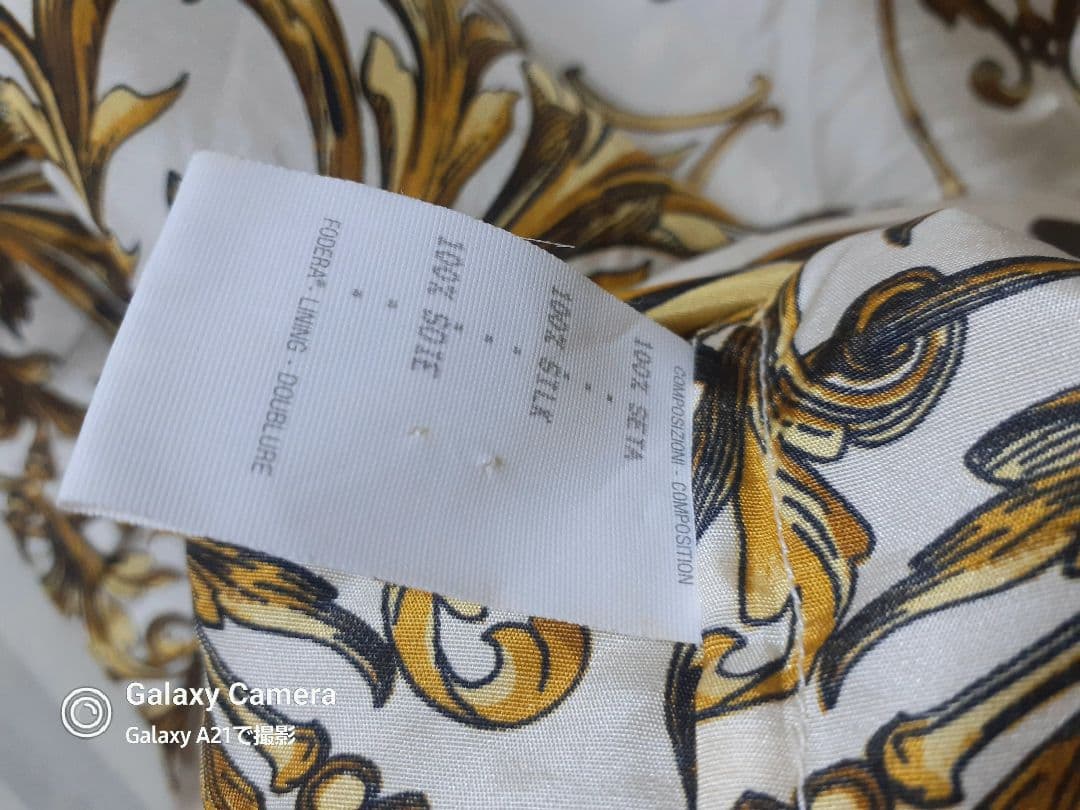 COMPOSIZIONI - COMPOSITION
100% SETA
100% SILK
100% SOIE
FODERA - LINING - DOUBLURE
Galaxy Camera
Galaxy A21で撮影